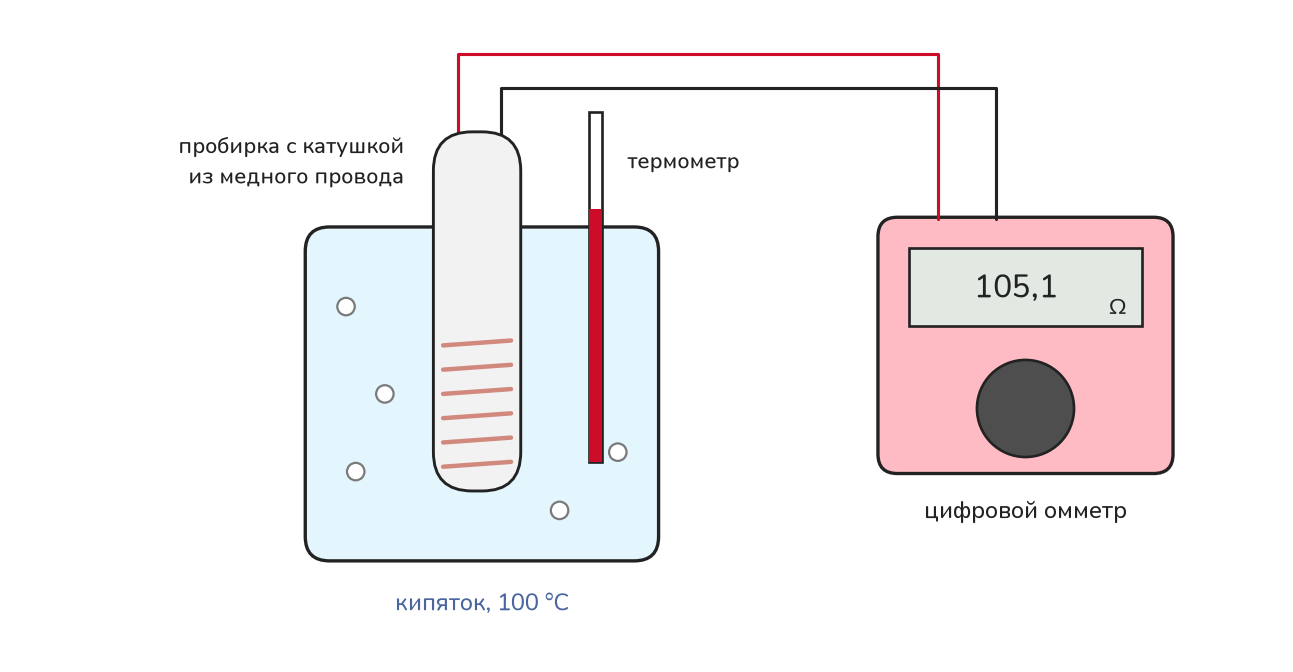 пробирка с катушкой
из медного провода
термометр
105,1
Ω
цифровой омметр
кипяток, 100 °C